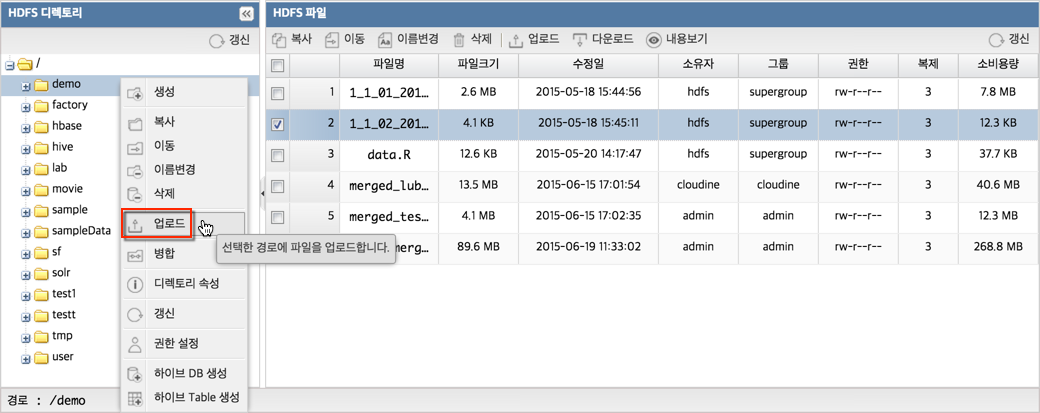 HDFS 디렉토리
갱신
/
demo
factory
hbase
hive
lab
movie
sample
sampleData
sf
solr
test1
testt
tmp
user
생성
복사
이동
이름변경
삭제
업로드
병합
디렉토리 속성
갱신
권한 설정
하이브 DB 생성
하이브 Table 생성
선택한 경로에 파일을 업로드합니다.
경로 : /demo
HDFS 파일
복사 이동 이름변경 삭제 업로드 다운로드 내용보기 갱신
파일명 파일크기 수정일 소유자 그룹 권한 복제 소비용량
1 1_1_01_201... 2.6 MB 2015-05-18 15:44:56 hdfs supergroup rw-r--r-- 3 7.8 MB
2 1_1_02_201... 4.1 KB 2015-05-18 15:45:11 hdfs supergroup rw-r--r-- 3 12.3 KB
3 data.R 12.6 KB 2015-05-20 14:17:47 hdfs supergroup rw-r--r-- 3 37.7 KB
4 merged_lub... 13.5 MB 2015-06-15 17:01:54 cloudine cloudine rw-r--r-- 3 40.6 MB
5 merged_tes... 4.1 MB 2015-06-15 17:02:35 admin admin rw-r--r-- 3 12.3 MB
merg... 89.6 MB 2015-06-19 11:33:02 admin admin rw-r--r-- 3 268.8 MB